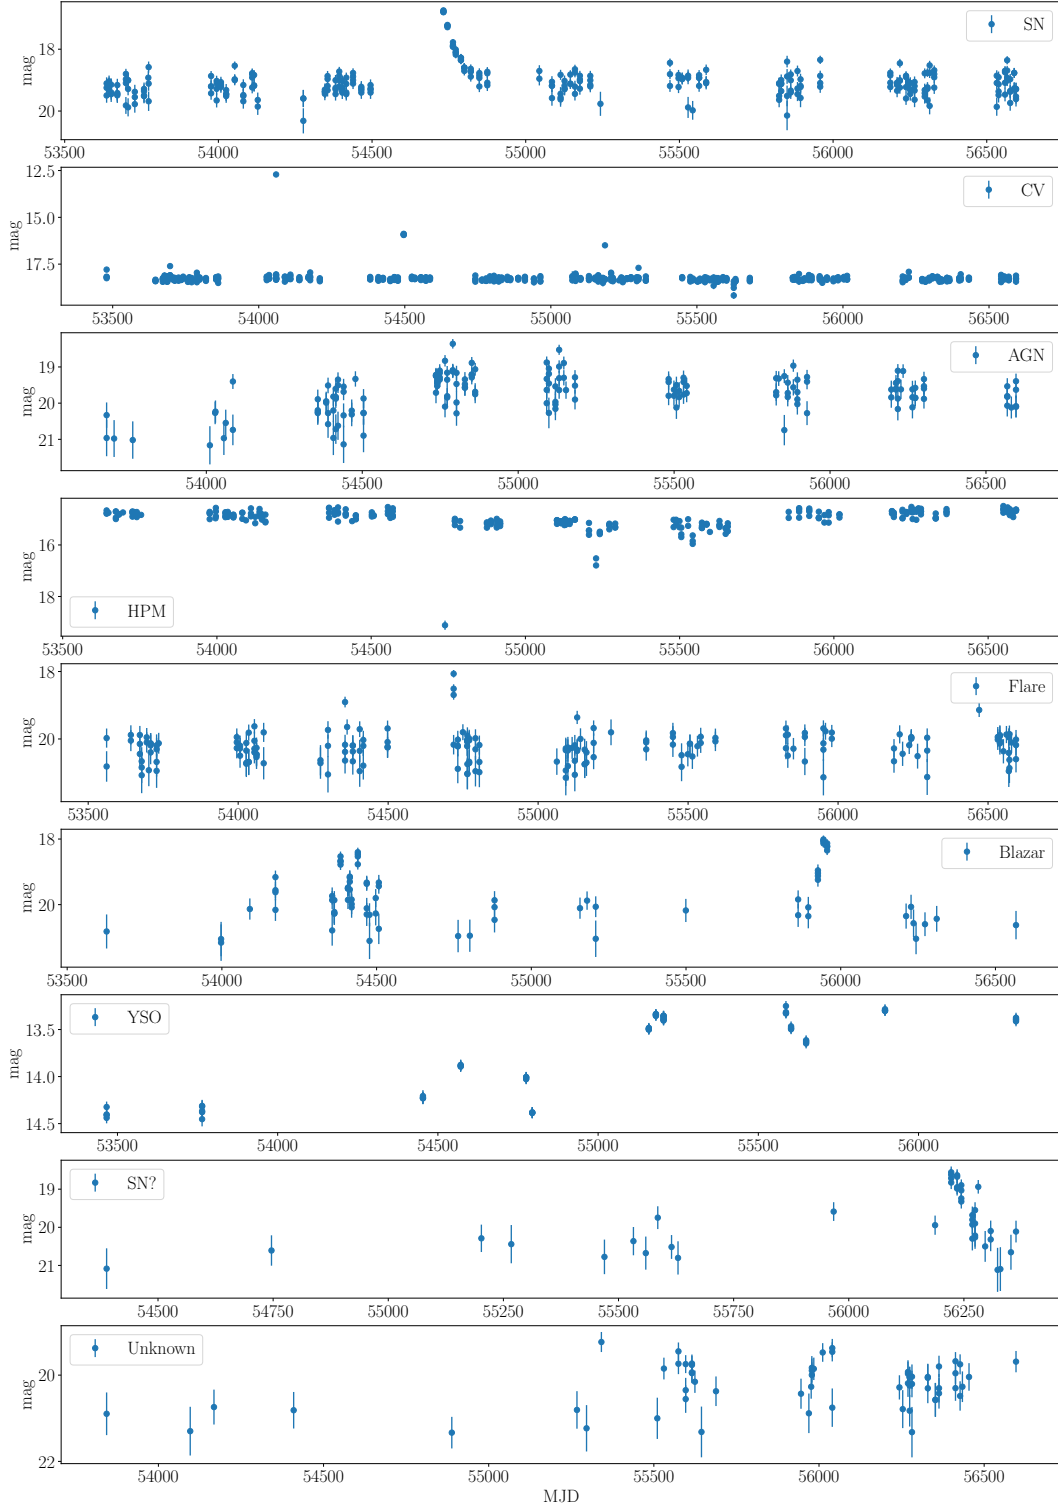 SN
mag
18
20
53500 54000 54500 55000 55500 56000 56500
12.5
CV
mag
15.0
17.5
53500 54000 54500 55000 55500 56000 56500
AGN
mag
19
20
21
54000 54500 55000 55500 56000 56500
mag
16
18
HPM
53500 54000 54500 55000 55500 56000 56500
18
Flare
mag
20
53500 54000 54500 55000 55500 56000 56500
18
Blazar
mag
20
53500 54000 54500 55000 55500 56000 56500
YSO
mag
13.5
14.0
14.5
53500 54000 54500 55000 55500 56000
SN?
mag
19
20
21
54500 54750 55000 55250 55500 55750 56000 56250
Unknown
mag
20
22
54000 54500 55000 55500 56000 56500
MJD